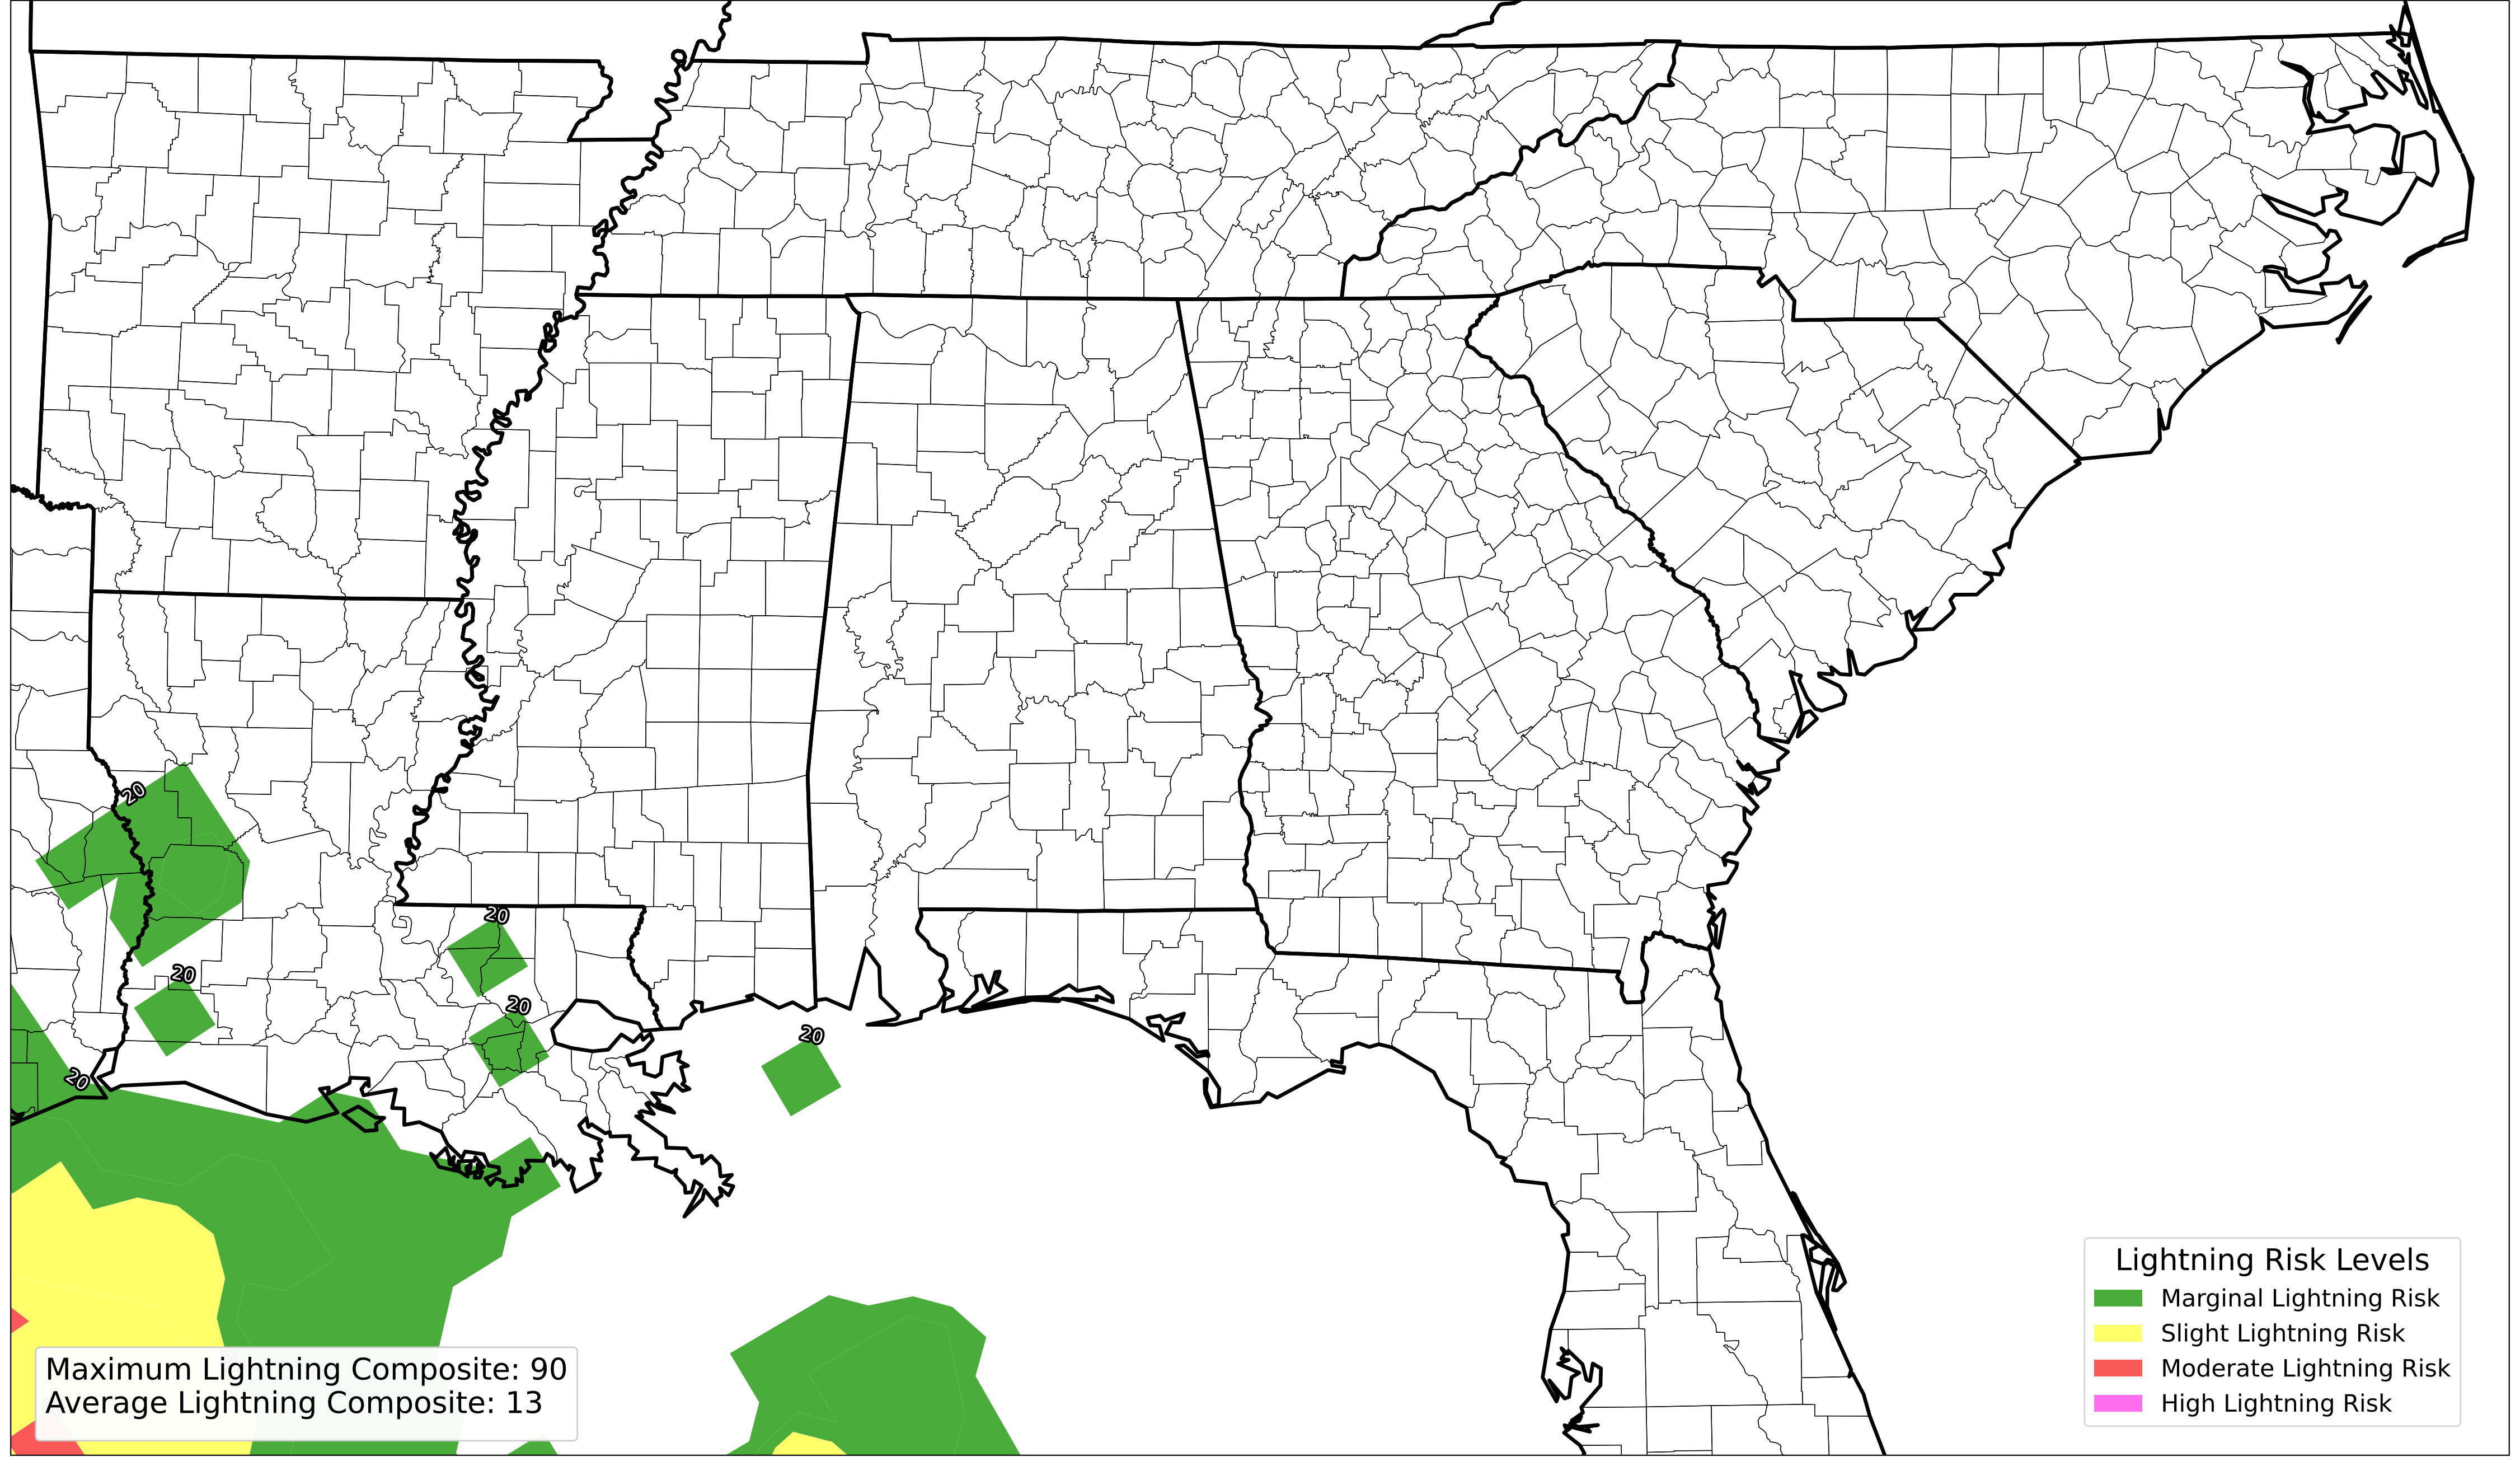 20
20
20
20
20
20
Lightning Risk Levels
Marginal Lightning Risk
Slight Lightning Risk
Moderate Lightning Risk
High Lightning Risk
Maximum Lightning Composite: 90
Average Lightning Composite: 13